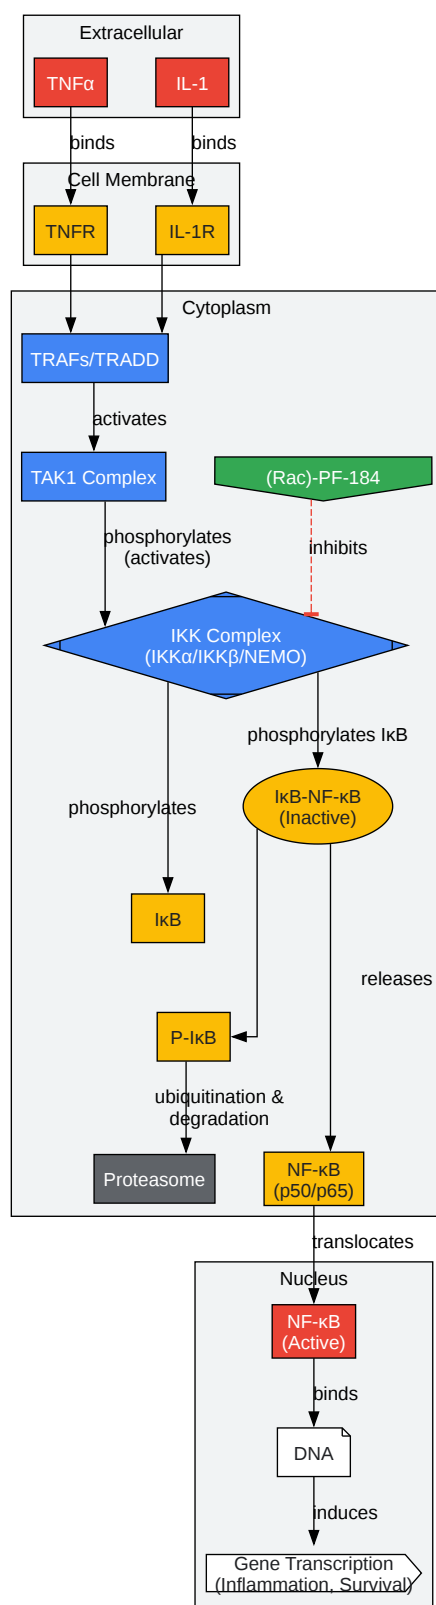 Extracellular
TNFα
IL-1
binds
binds
Cell Membrane
TNFR
IL-1R
Cytoplasm
TRAFs/TRADD
activates
TAK1 Complex
(Rac)-PF-184
phosphorylates
(activates)
inhibits
IKK Complex
(IKKα/IKKβ/NEMO)
phosphorylates IκB
IκB-NF-κB
(Inactive)
phosphorylates
IκB
releases
P-IκB
ubiquitination &
degradation
Proteasome
NF-κB
(p50/p65)
translocates
Nucleus
NF-κB
(Active)
binds
DNA
induces
Gene Transcription
(Inflammation, Survival)